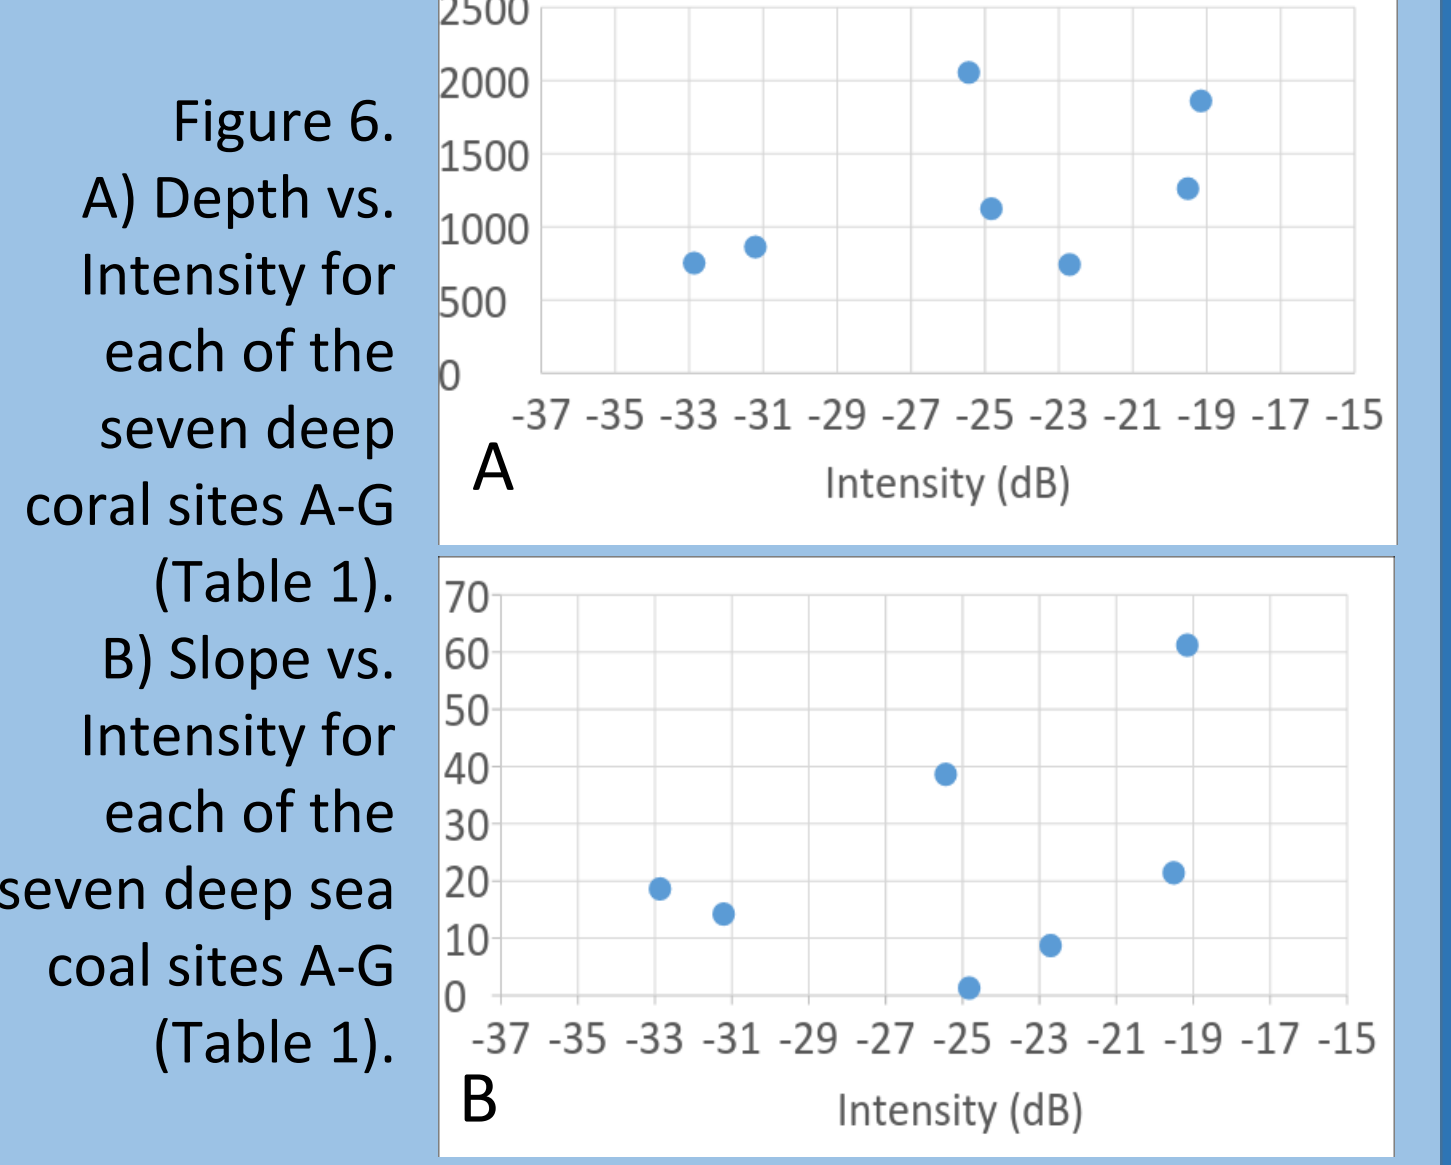 Figure 6.
A) Depth vs.
Intensity for
each of the
seven deep
coral sites A-G
(Table 1).
B) Slope vs.
Intensity for
each of the
seven deep sea
coal sites A-G
(Table 1).
2500
2000
1500
1000
500
0
-37 -35 -33 -31 -29 -27 -25 -23 -21 -19 -17 -15
A
Intensity (dB)
70
60
50
40
30
20
10
0
-37 -35 -33 -31 -29 -27 -25 -23 -21 -19 -17 -15
B
Intensity (dB)